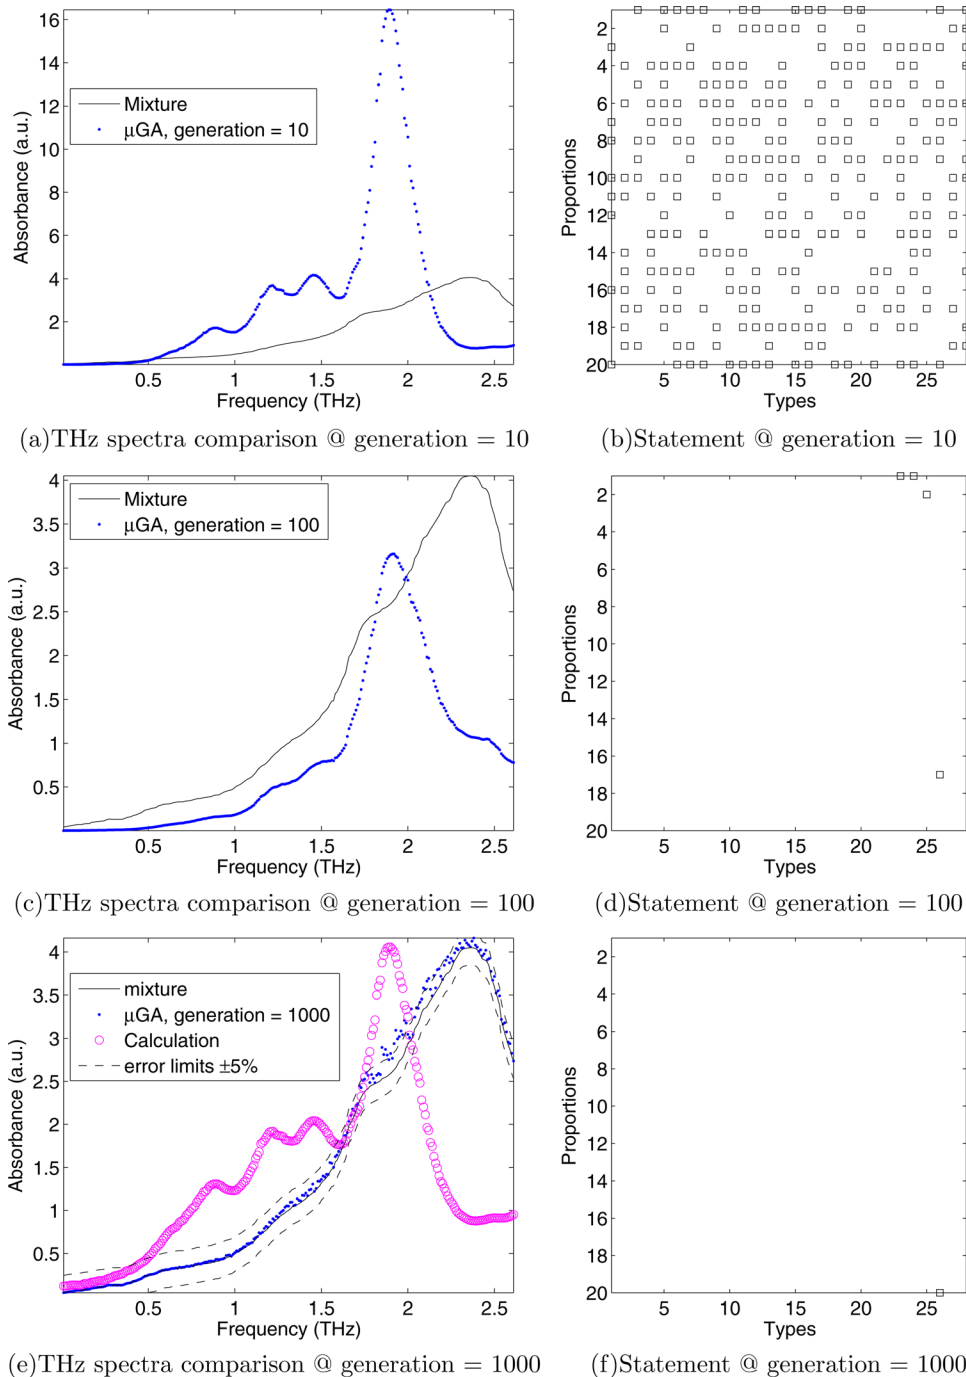 16
14
12
10
8
6
4
2
Absorbance (a.u.)
Mixture
μGA, generation = 10
0.5 1 1.5 2 2.5
Frequency (THz)
(a)THz spectra comparison @ generation = 10
2
4
6
8
10
12
14
16
18
20
Proportions
5 10 15 20 25
Types
(b)Statement @ generation = 10
4
3.5
3
2.5
2
1.5
1
0.5
Absorbance (a.u.)
Mixture
μGA, generation = 100
0.5 1 1.5 2 2.5
Frequency (THz)
(c)THz spectra comparison @ generation = 100
2
4
6
8
10
12
14
16
18
20
Proportions
5 10 15 20 25
Types
(d)Statement @ generation = 100
4
3.5
3
2.5
2
1.5
1
0.5
Absorbance (a.u.)
mixture
μGA, generation = 1000
Calculation
error limits ±5%
0.5 1 1.5 2 2.5
Frequency (THz)
(e)THz spectra comparison @ generation = 1000
2
4
6
8
10
12
14
16
18
20
Proportions
5 10 15 20 25
Types
(f)Statement @ generation = 1000